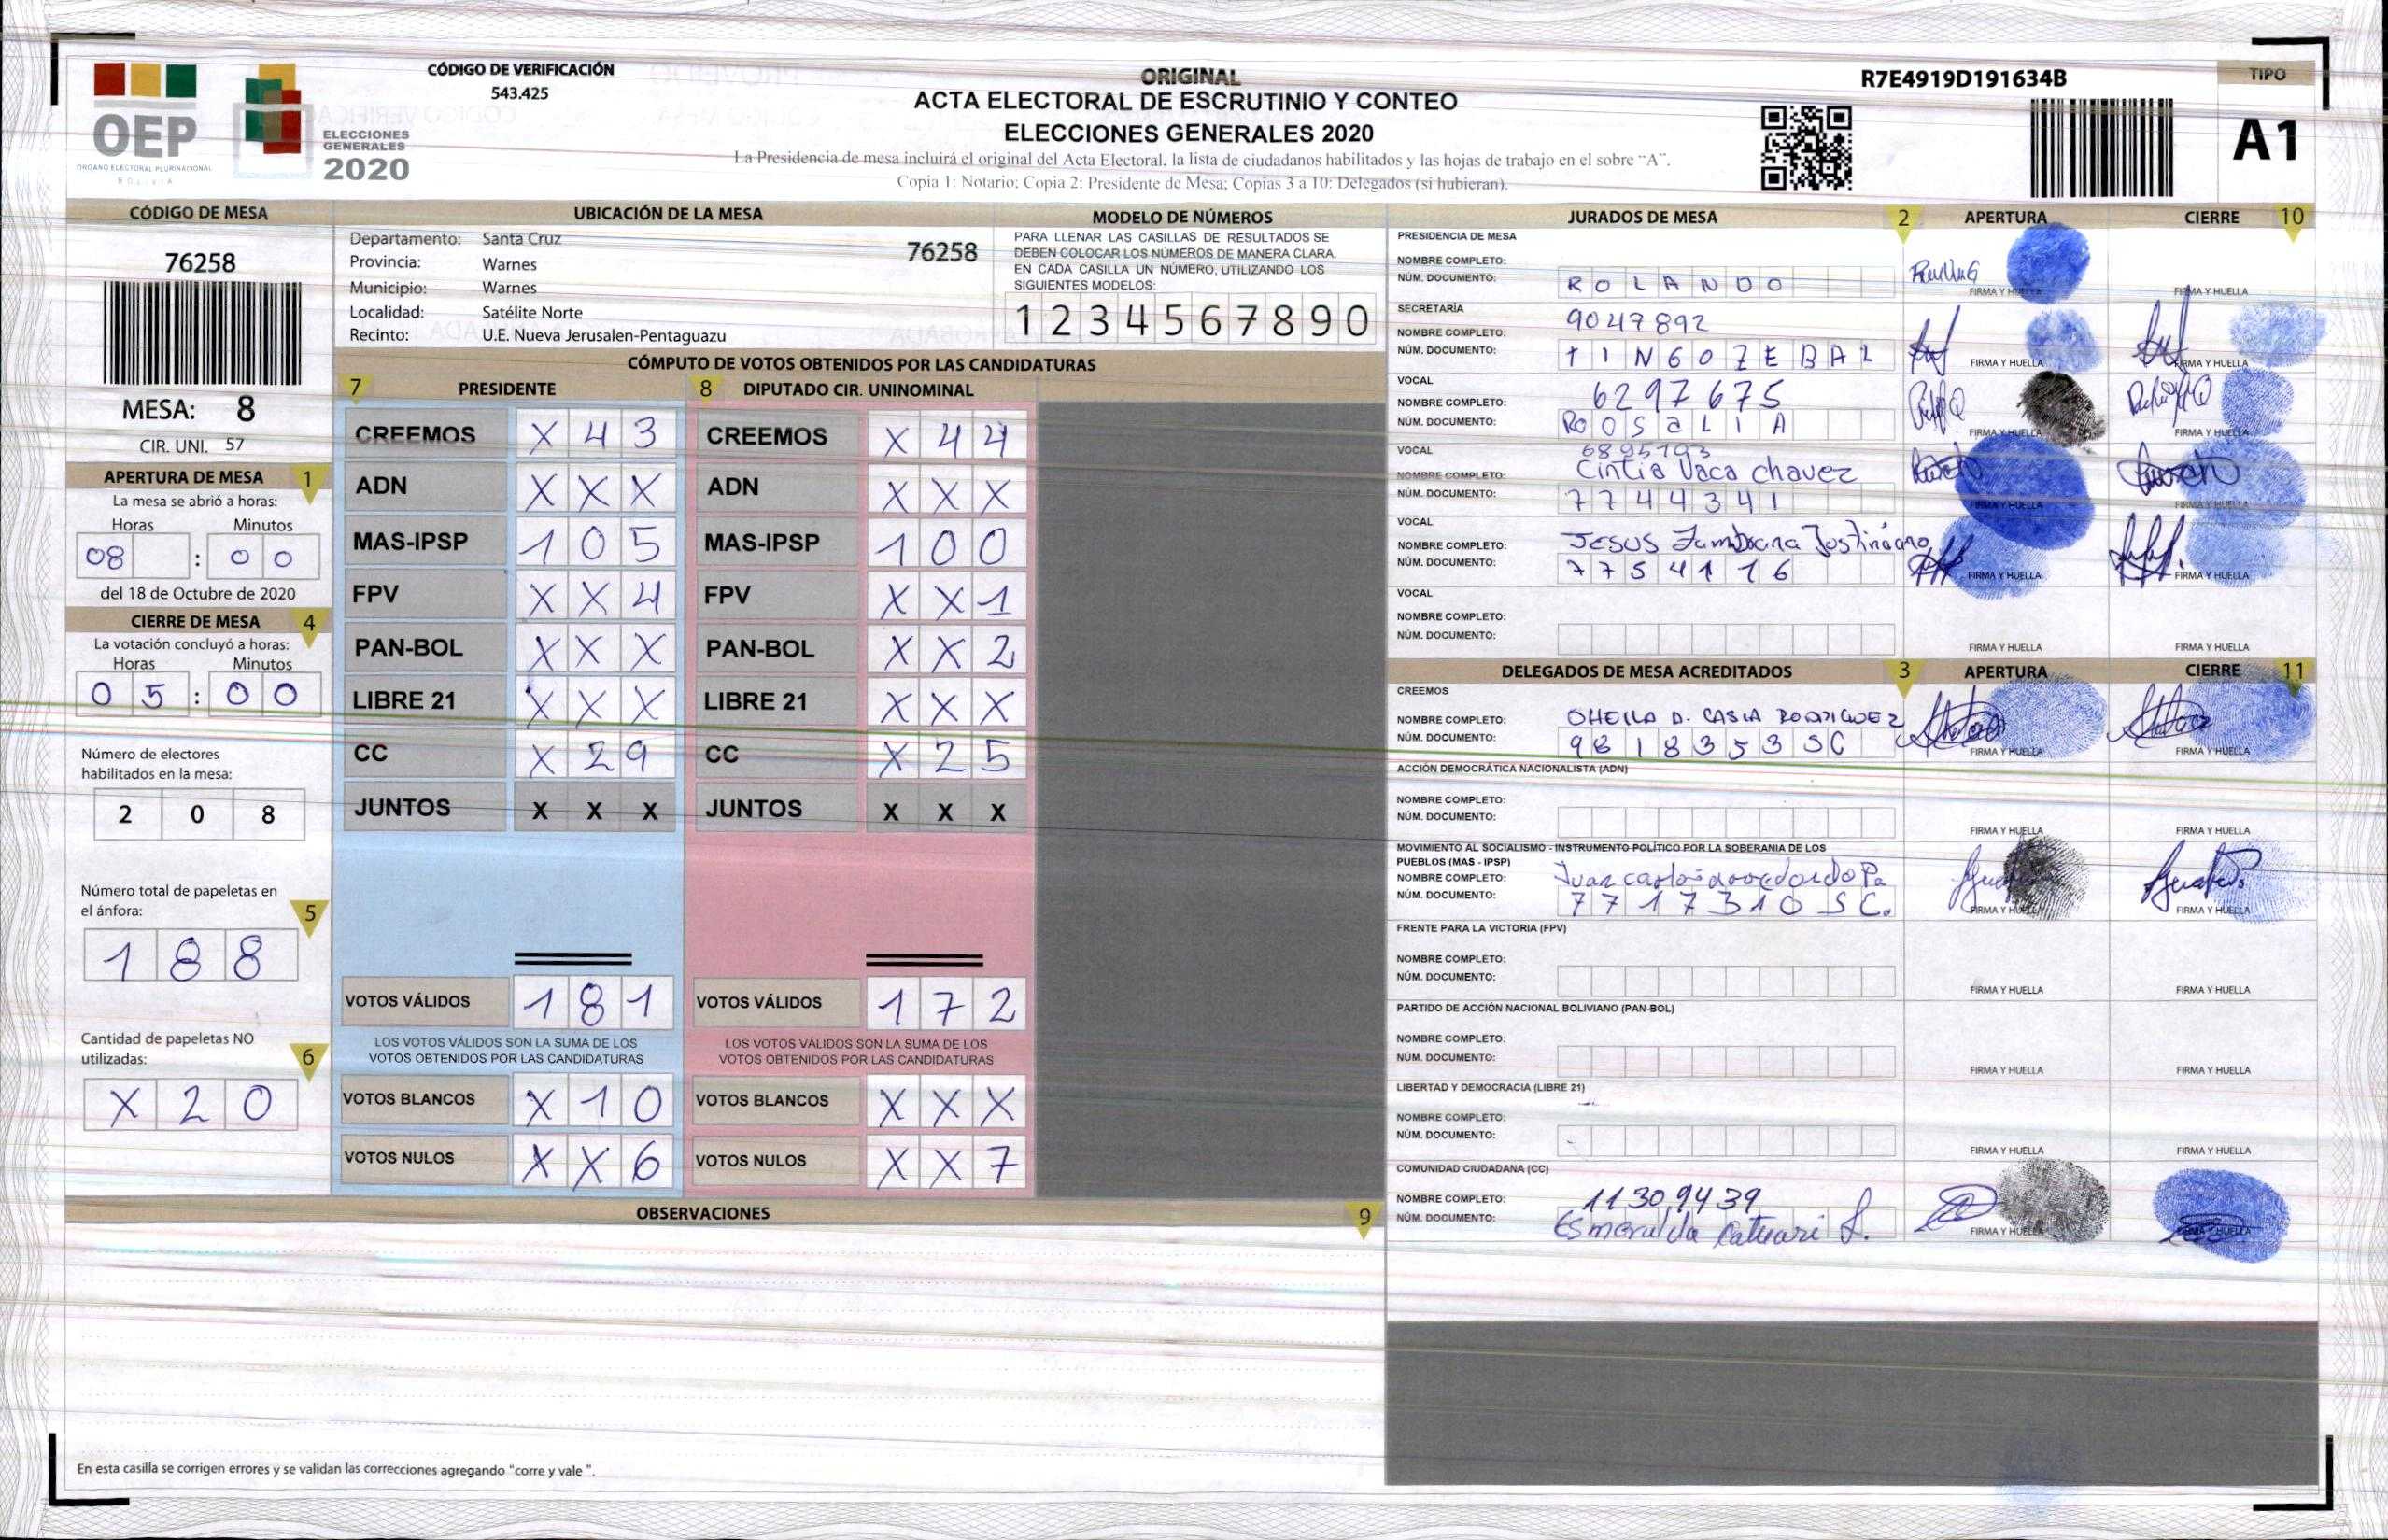 CÓDIGO DE VERIFICACIÓN
543.425
OEP
ÓRGANO ELECTORAL PLURINACIONAL
BOLIVIA
ELECCIONES
GENERALES
2020
ORIGINAL
ACTA ELECTORAL DE ESCRUTINIO Y CONTEO
ELECCIONES GENERALES 2020
La Presidencia de mesa incluirá el original del Acta Electoral, la lista de ciudadanos habilitados y las hojas de trabajo en el sobre "A".
Copia 1: Notario; Copia 2: Presidente de Mesa; Copias 3 a 10: Delegados (si hubieran).
R7E4919D191634B
TIPO
A1
CÓDIGO DE MESA
76258
MESA: 8
CIR. UNI. 57
APERTURA DE MESA 1
La mesa se abrió a horas:
Horas Minutos
08 : 0 0
del 18 de Octubre de 2020
CIERRE DE MESA 4
La votación concluyó a horas:
Horas Minutos
0 5 : 0 0
Número de electores
habilitados en la mesa:
2 0 8
Número total de papeletas en
el ánfora: 5
1 8 8
Cantidad de papeletas NO
utilizadas: 6
X 2 0
UBICACIÓN DE LA MESA
Departamento: Santa Cruz 76258
Provincia: Warnes
Municipio: Warnes
Localidad: Satélite Norte
Recinto: U.E. Nueva Jerusalen-Pentaguazu
MODELO DE NÚMEROS
PARA LLENAR LAS CASILLAS DE RESULTADOS SE
DEBEN COLOCAR LOS NÚMEROS DE MANERA CLARA.
EN CADA CASILLA UN NÚMERO, UTILIZANDO LOS
SIGUIENTES MODELOS:
1 2 3 4 5 6 7 8 9 0
CÓMPUTO DE VOTOS OBTENIDOS POR LAS CANDIDATURAS
7 PRESIDENTE 8 DIPUTADO CIR. UNINOMINAL
CREEMOS X 4 3 CREEMOS X 4 4
ADN X X X ADN X X X
MAS-IPSP 1 0 5 MAS-IPSP 1 0 0
FPV X X 4 FPV X X 1
PAN-BOL X X X PAN-BOL X X 2
LIBRE 21 X X X LIBRE 21 X X X
CC X 2 9 CC X 2 5
JUNTOS X X X JUNTOS X X X
VOTOS VÁLIDOS 1 8 1 VOTOS VÁLIDOS 1 7 2
LOS VOTOS VÁLIDOS SON LA SUMA DE LOS LOS VOTOS VÁLIDOS SON LA SUMA DE LOS
VOTOS OBTENIDOS POR LAS CANDIDATURAS VOTOS OBTENIDOS POR LAS CANDIDATURAS
VOTOS BLANCOS X 1 0 VOTOS BLANCOS X X X
VOTOS NULOS X X 6 VOTOS NULOS X X 7
OBSERVACIONES 9
En esta casilla se corrigen errores y se validan las correcciones agregando "corre y vale ".
JURADOS DE MESA 2 APERTURA CIERRE 10
PRESIDENCIA DE MESA
NOMBRE COMPLETO:
NÚM. DOCUMENTO: R O L A N D O
FIRMA Y HUELLA FIRMA Y HUELLA
SECRETARÍA
9047892
NOMBRE COMPLETO:
NÚM. DOCUMENTO: T I N G O Z E B A L
FIRMA Y HUELLA FIRMA Y HUELLA
VOCAL
NOMBRE COMPLETO: 6297675
NÚM. DOCUMENTO: RO O S a L I A
FIRMA Y HUELLA FIRMA Y HUELLA
VOCAL
NOMBRE COMPLETO: Cintia Vaca chavez
NÚM. DOCUMENTO: 7 7 4 4 3 4 1
FIRMA Y HUELLA FIRMA Y HUELLA
VOCAL
NOMBRE COMPLETO: JESUS Zambrana
NÚM. DOCUMENTO: 7 7 5 4 1 1 6
FIRMA Y HUELLA FIRMA Y HUELLA
VOCAL
NOMBRE COMPLETO:
NÚM. DOCUMENTO:
FIRMA Y HUELLA FIRMA Y HUELLA
DELEGADOS DE MESA ACREDITADOS 3 APERTURA CIERRE 11
CREEMOS
NOMBRE COMPLETO: D.
NÚM. DOCUMENTO: 9 8 1 8 3 5 3 S C
FIRMA Y HUELLA FIRMA Y HUELLA
ACCIÓN DEMOCRÁTICA NACIONALISTA (ADN)
NOMBRE COMPLETO:
NÚM. DOCUMENTO:
FIRMA Y HUELLA FIRMA Y HUELLA
MOVIMIENTO AL SOCIALISMO - INSTRUMENTO POLÍTICO POR LA SOBERANIA DE LOS
PUEBLOS (MAS - IPSP)
NOMBRE COMPLETO: Juan carlos
NÚM. DOCUMENTO: 7 7 1 7 3 1 0 S C.
FIRMA Y HUELLA FIRMA Y HUELLA
FRENTE PARA LA VICTORIA (FPV)
NOMBRE COMPLETO:
NÚM. DOCUMENTO:
FIRMA Y HUELLA FIRMA Y HUELLA
PARTIDO DE ACCIÓN NACIONAL BOLIVIANO (PAN-BOL)
NOMBRE COMPLETO:
NÚM. DOCUMENTO:
FIRMA Y HUELLA FIRMA Y HUELLA
LIBERTAD Y DEMOCRACIA (LIBRE 21)
NOMBRE COMPLETO:
NÚM. DOCUMENTO:
FIRMA Y HUELLA FIRMA Y HUELLA
COMUNIDAD CIUDADANA (CC)
NOMBRE COMPLETO: 11309439
NÚM. DOCUMENTO: Esmeralda
FIRMA Y HUELLA FIRMA Y HUELLA